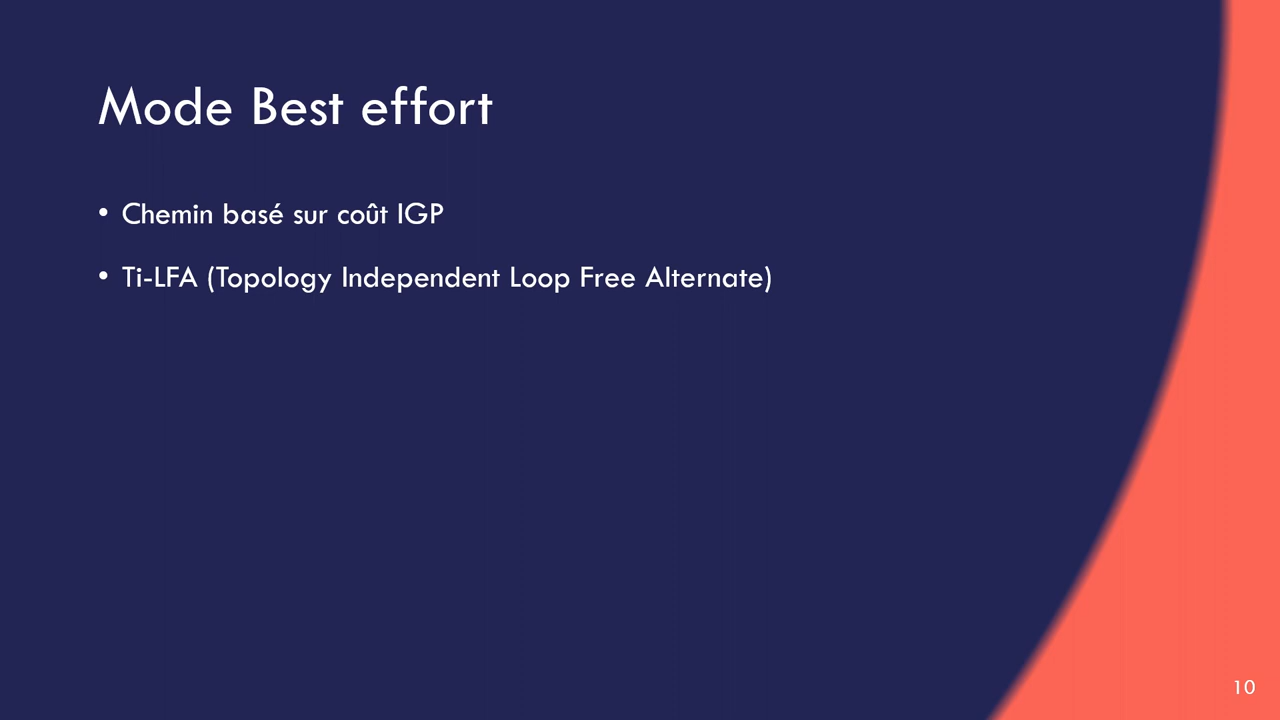 Mode Best effort
• Chemin basé sur coût IGP
• Ti-LFA (Topology Independent Loop Free Alternate)
10